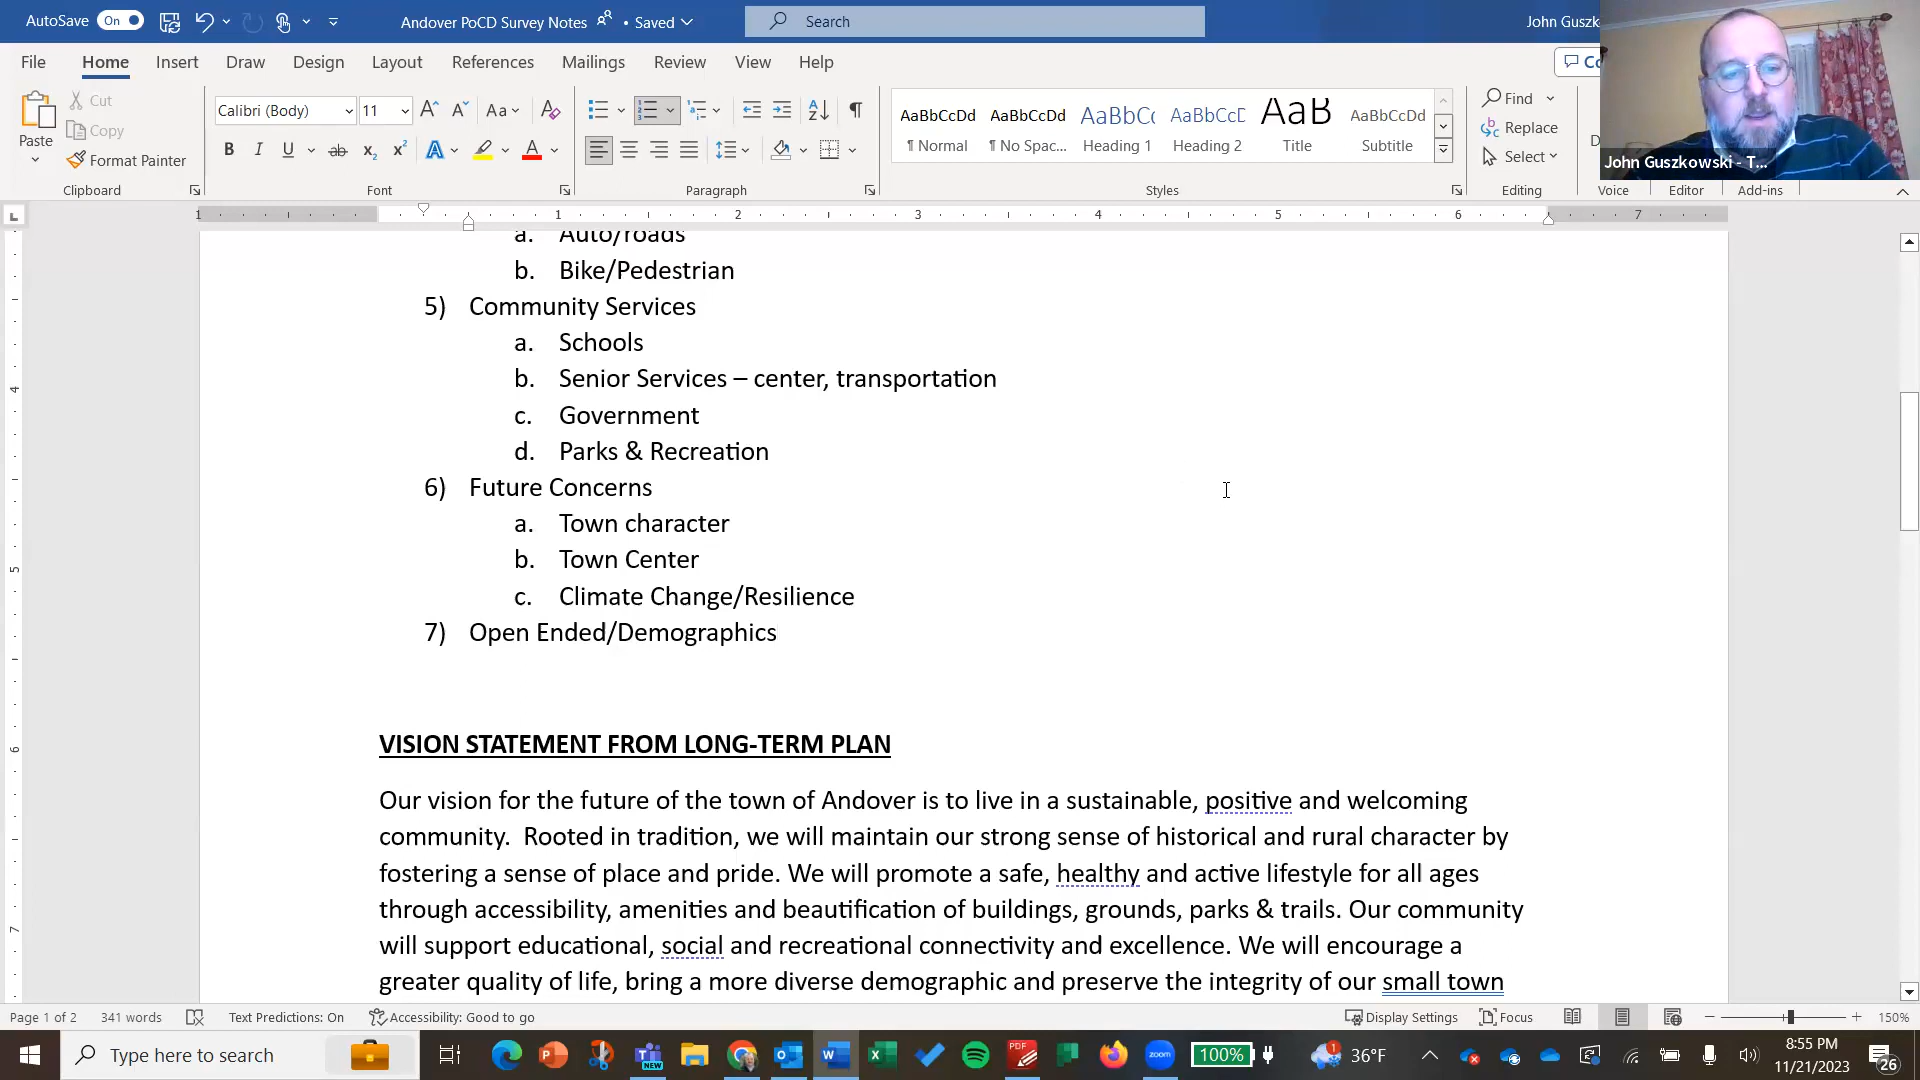 AutoSave On Andover PoCD Survey Notes • Saved Search John Guszk
File Home Insert Draw Design Layout References Mailings Review View Help
Paste
Cut
Copy
Format Painter
Clipboard
Calibri (Body) 11
Font
Paragraph
AaBbCcDd AaBbCcDd AaBbCc AaBbCcD AaB AaBbCcDd
¶ Normal ¶ No Spac... Heading 1 Heading 2 Title Subtitle
Styles
Find
Replace
Select
Editing
Voice Editor Add-ins
John Guszkowski - T...
1 1 2 3 4 5 6 7
a. Auto/roads
b. Bike/Pedestrian
5) Community Services
a. Schools
b. Senior Services – center, transportation
c. Government
d. Parks & Recreation
6) Future Concerns
a. Town character
b. Town Center
c. Climate Change/Resilience
7) Open Ended/Demographics
VISION STATEMENT FROM LONG-TERM PLAN
Our vision for the future of the town of Andover is to live in a sustainable, positive and welcoming
community. Rooted in tradition, we will maintain our strong sense of historical and rural character by
fostering a sense of place and pride. We will promote a safe, healthy and active lifestyle for all ages
through accessibility, amenities and beautification of buildings, grounds, parks & trails. Our community
will support educational, social and recreational connectivity and excellence. We will encourage a
greater quality of life, bring a more diverse demographic and preserve the integrity of our small town
Page 1 of 2 341 words Text Predictions: On Accessibility: Good to go Display Settings Focus 150%
Type here to search 100% 36°F 8:55 PM
11/21/2023 26